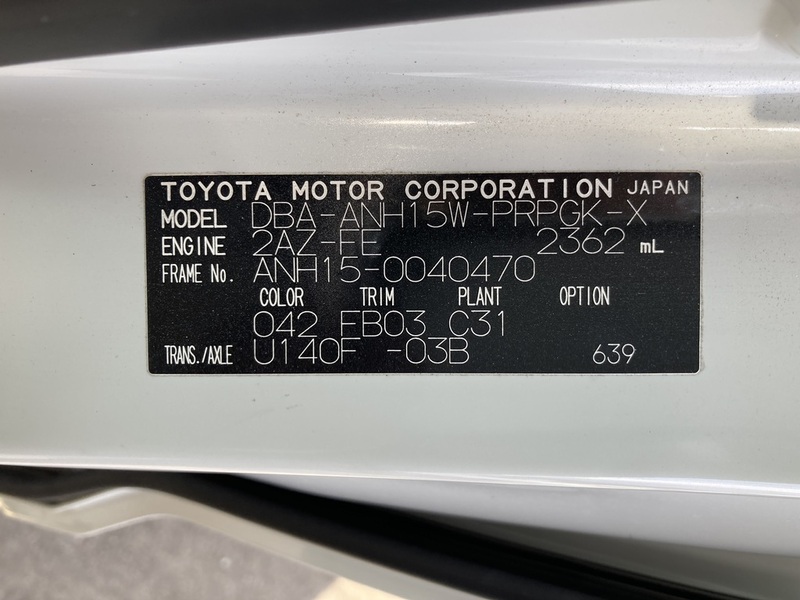 TOYOTA MOTOR CORPORATION JAPAN
MODEL DBA-ANH15W-PRPGK-X
ENGINE 2AZ-FE 2362 mL
FRAME No. ANH15-0040470
COLOR TRIM PLANT OPTION
042 FB03 C31
TRANS./AXLE U140F -03B 639